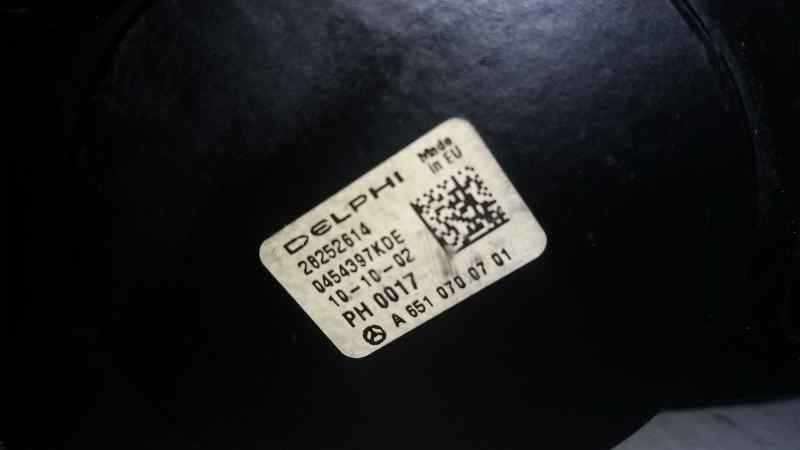 DELPHI
Made
in EU
28252614
0454397KDE
10-10-02
PH 0017
A 651 070 07 01